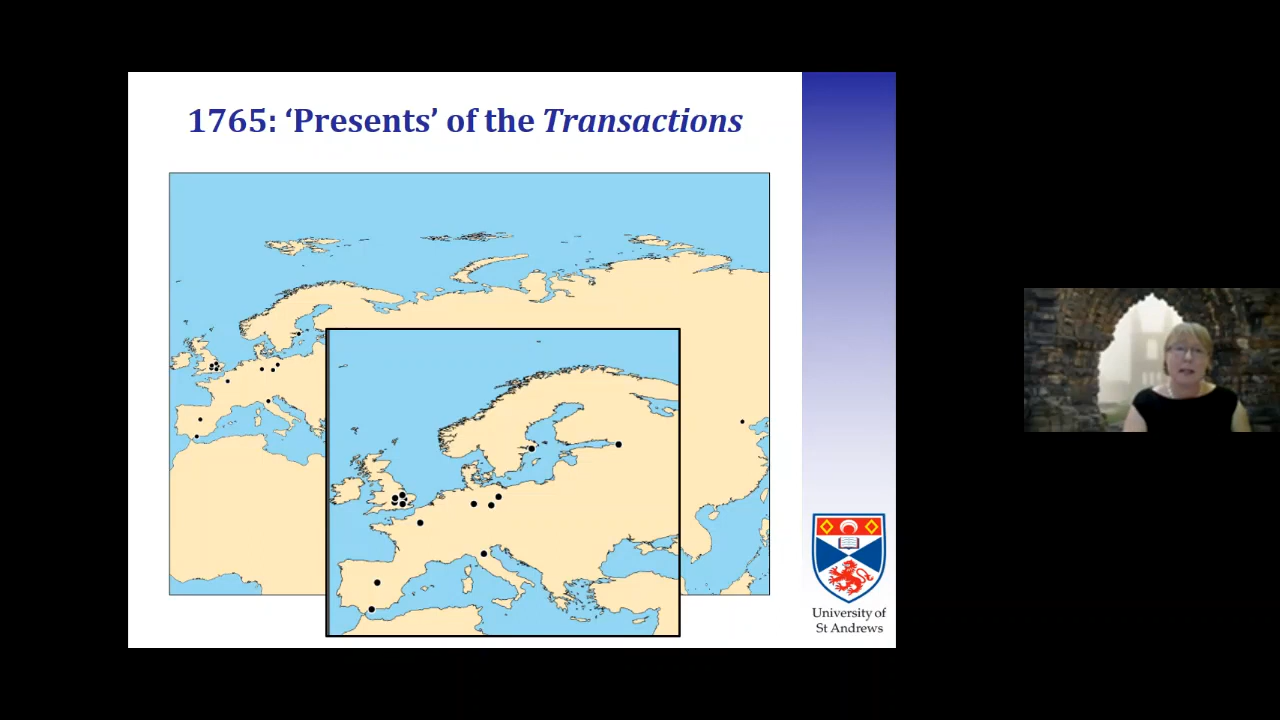 1765: ‘Presents’ of the Transactions
University of
St Andrews